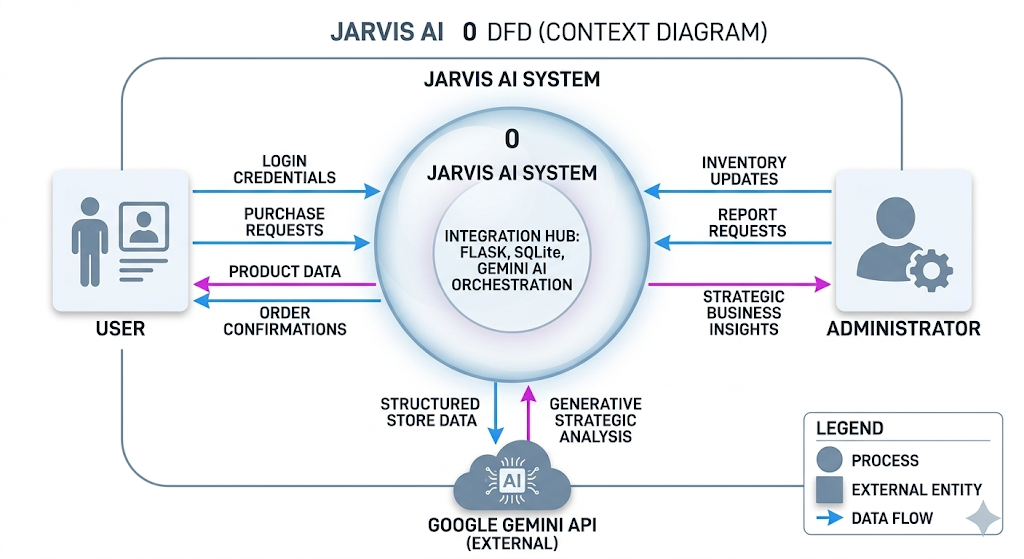 JARVIS AI 0 DFD (CONTEXT DIAGRAM)
JARVIS AI SYSTEM
0
JARVIS AI SYSTEM
INTEGRATION HUB:
FLASK, SQLite,
GEMINI AI
ORCHESTRATION
LOGIN
CREDENTIALS
PURCHASE
REQUESTS
PRODUCT DATA
ORDER
CONFIRMATIONS
USER
INVENTORY
UPDATES
REPORT
REQUESTS
STRATEGIC
BUSINESS
INSIGHTS
ADMINISTRATOR
STRUCTURED
STORE DATA
GENERATIVE
STRATEGIC
ANALYSIS
AI
GOOGLE GEMINI API
(EXTERNAL)
LEGEND
PROCESS
EXTERNAL ENTITY
DATA FLOW